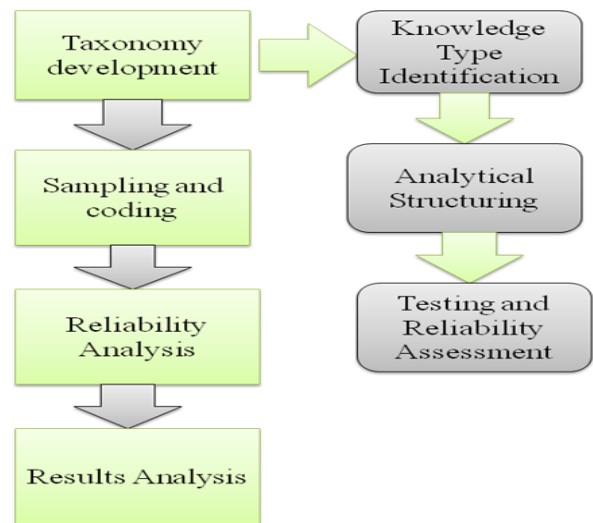 Taxonomy
development
Sampling and
coding
Reliability
Analysis
Results Analysis
Knowledge
Type
Identification
Analytical
Structuring
Testing and
Reliability
Assessment